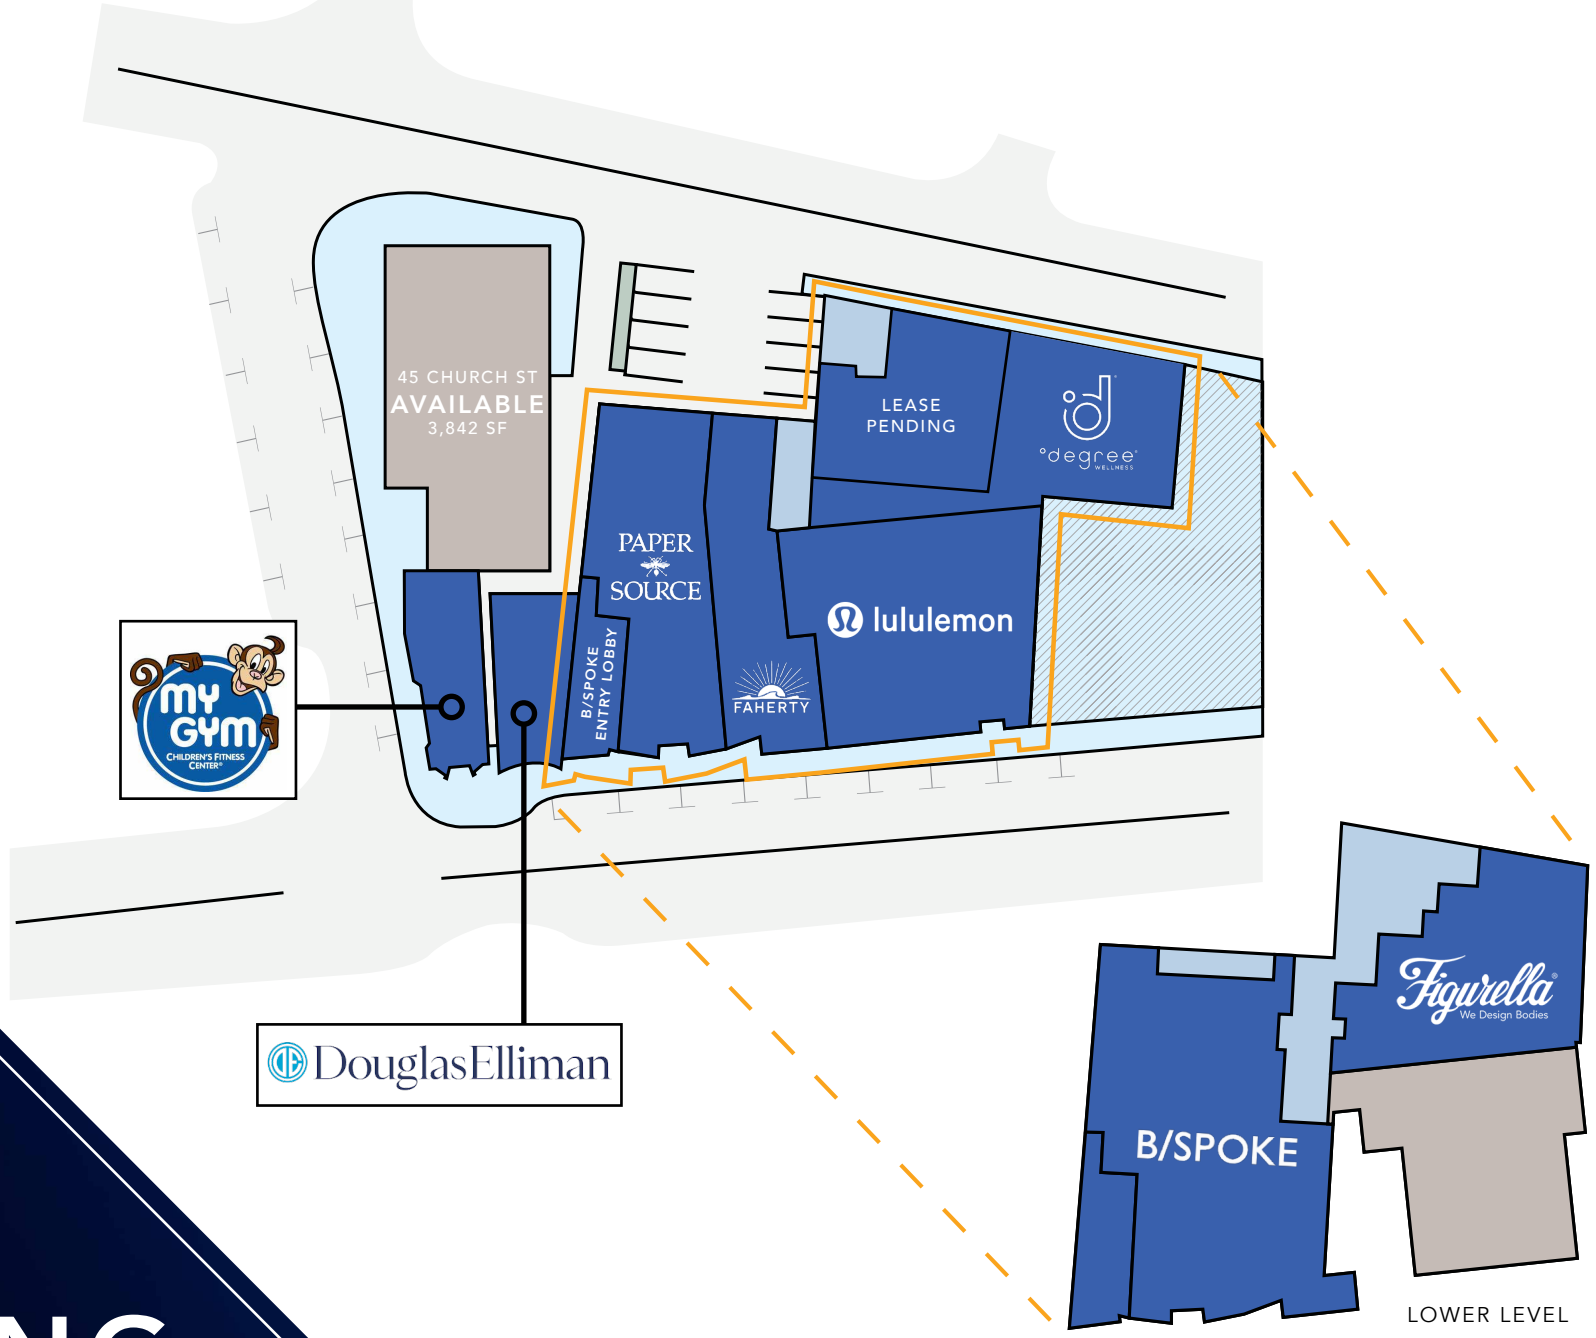 45 CHURCH ST
AVAILABLE
3,842 SF
LEASE
PENDING
°degree®
WELLNESS
PAPER
SOURCE
lululemon
B/SPOKE
ENTRY LOBBY
FAHERTY
MY
GYM
CHILDREN'S FITNESS
CENTER®
DouglasElliman
Figurella®
We Design Bodies
B/SPOKE
LOWER LEVEL